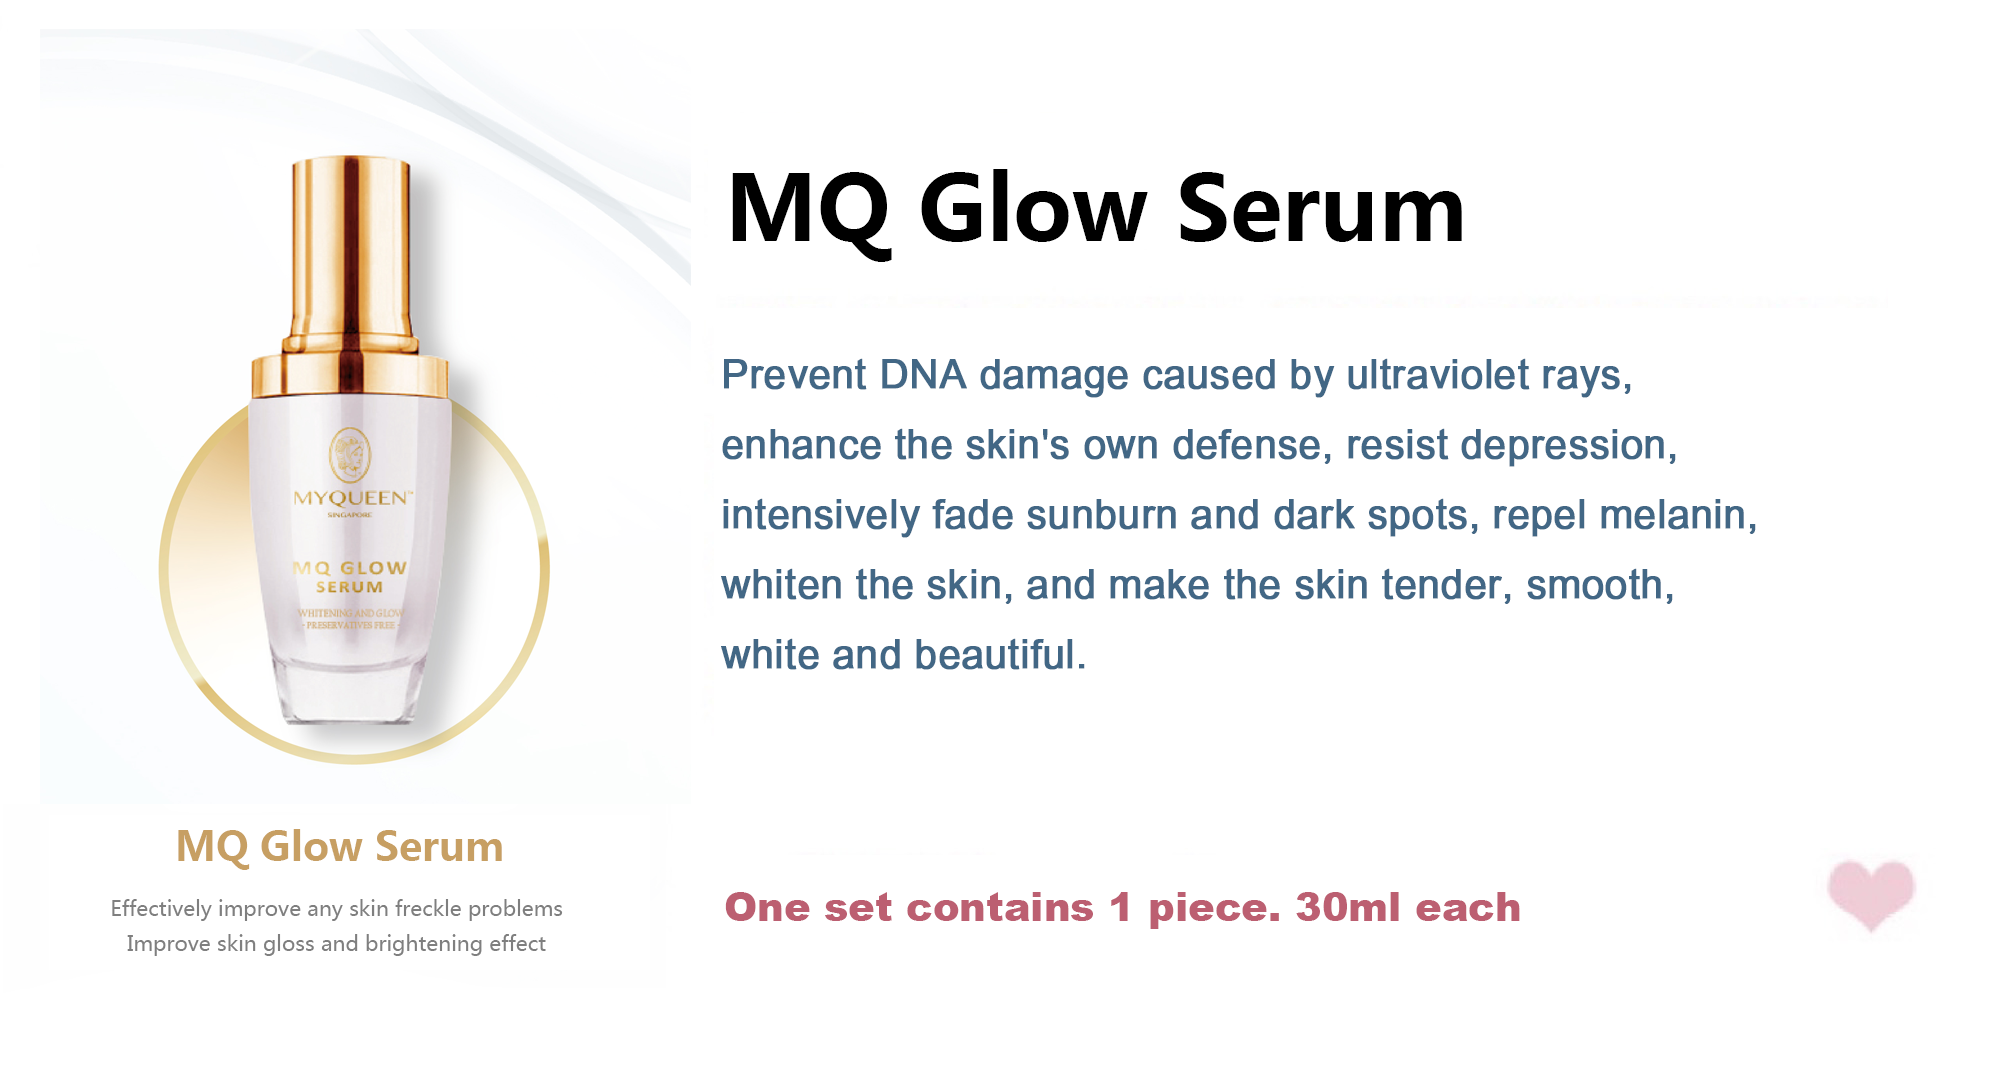 MYQUEEN™
SINGAPORE
MQ GLOW
SERUM
WHITENING AND GLOW
- PRESERVATIVES FREE -
MQ Glow Serum
Effectively improve any skin freckle problems
Improve skin gloss and brightening effect
MQ Glow Serum
Prevent DNA damage caused by ultraviolet rays,
enhance the skin's own defense, resist depression,
intensively fade sunburn and dark spots, repel melanin,
whiten the skin, and make the skin tender, smooth,
white and beautiful.
One set contains 1 piece. 30ml each